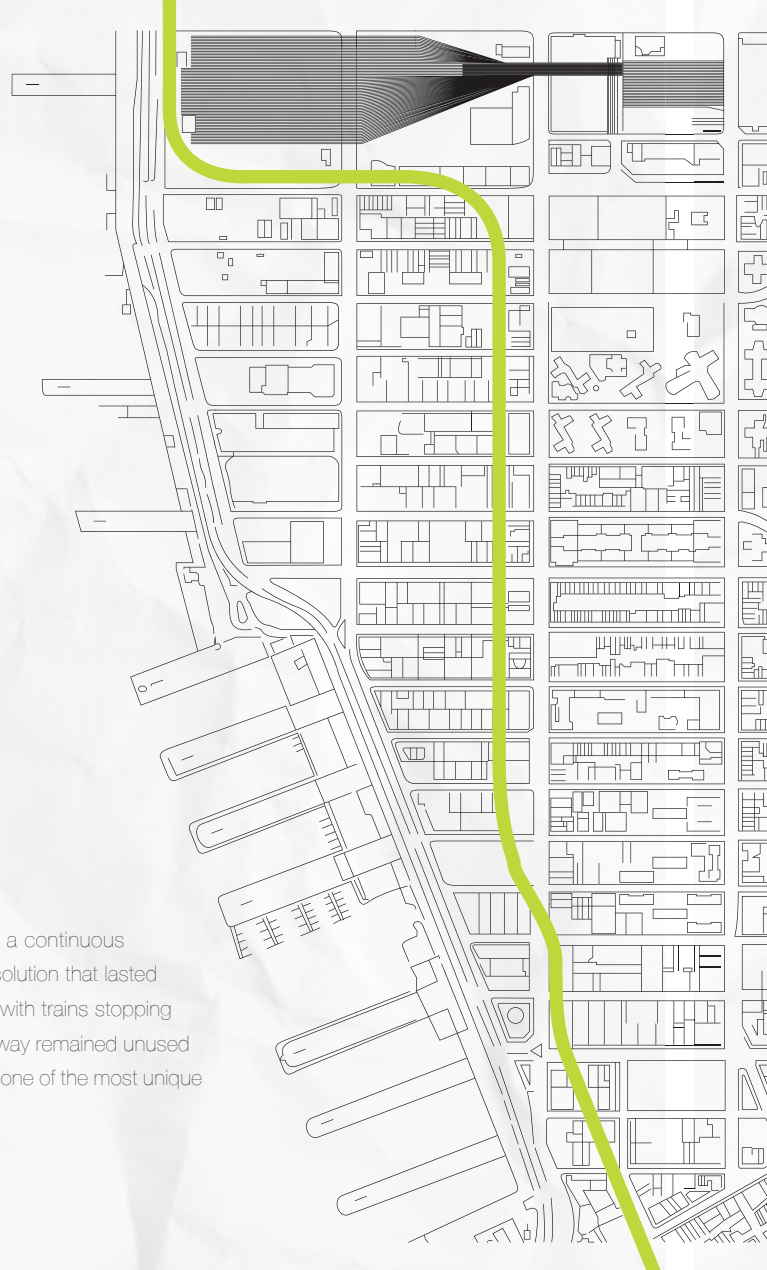 a continuous
solution that lasted
with trains stopping
way remained unused
one of the most unique